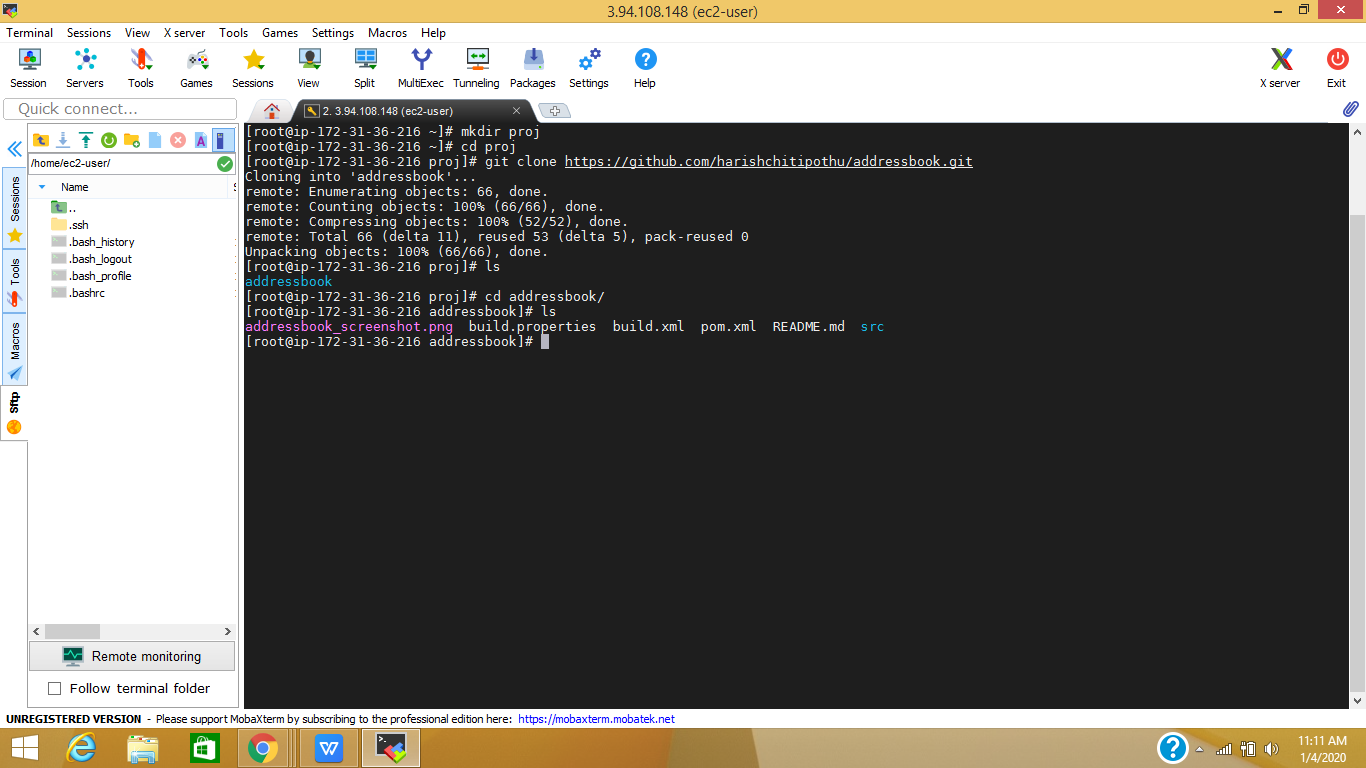 3.94.108.148 (ec2-user)
Terminal Sessions View X server Tools Games Settings Macros Help
Session Servers Tools Games Sessions View Split MultiExec Tunneling Packages Settings Help X server Exit
Quick connect...
2. 3.94.108.148 (ec2-user)
/home/ec2-user/
Name
..
.ssh
.bash_history
.bash_logout
.bash_profile
.bashrc
Sessions
Tools
Macros
Sftp
Remote monitoring
Follow terminal folder
[root@ip-172-31-36-216 ~]# mkdir proj
[root@ip-172-31-36-216 ~]# cd proj
[root@ip-172-31-36-216 proj]# git clone https://github.com/harishchitipothu/addressbook.git
Cloning into 'addressbook'...
remote: Enumerating objects: 66, done.
remote: Counting objects: 100% (66/66), done.
remote: Compressing objects: 100% (52/52), done.
remote: Total 66 (delta 11), reused 53 (delta 5), pack-reused 0
Unpacking objects: 100% (66/66), done.
[root@ip-172-31-36-216 proj]# ls
addressbook
[root@ip-172-31-36-216 proj]# cd addressbook/
[root@ip-172-31-36-216 addressbook]# ls
addressbook_screenshot.png build.properties build.xml pom.xml README.md src
[root@ip-172-31-36-216 addressbook]#
UNREGISTERED VERSION - Please support MobaXterm by subscribing to the professional edition here: https://mobaxterm.mobatek.net
11:11 AM
1/4/2020